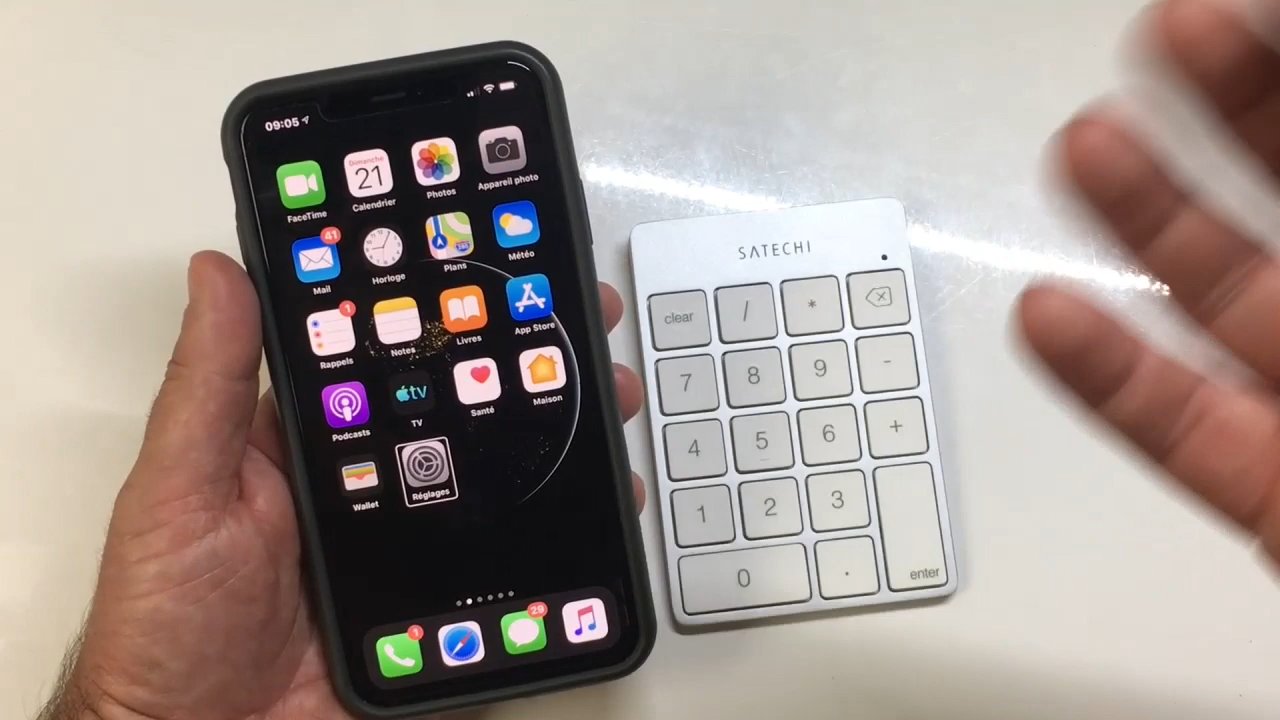 09:05
Dimanche
21
FaceTime
Calendrier
Photos
Appareil photo
41
Mail
Horloge
Plans
Météo
1
Rappels
Notes
Livres
App Store
tv
Podcasts
TV
Santé
Maison
Wallet
Réglages
1
29
SATECHI
clear / *
7 8 9 -
4 5 6 +
1 2 3
0 . enter